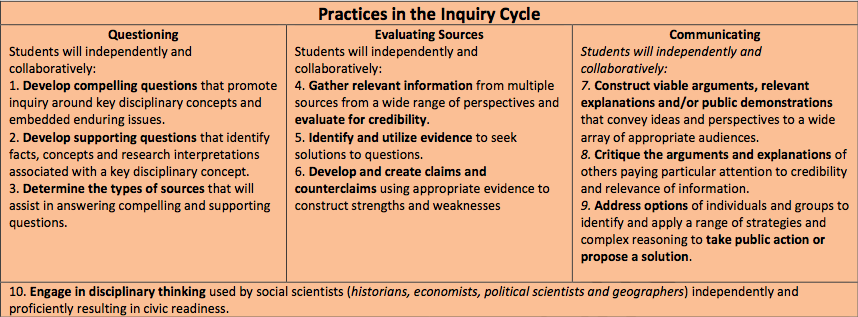 Practices in the Inquiry Cycle
Questioning
Students will independently and
collaboratively:
1. Develop compelling questions that promote
inquiry around key disciplinary concepts and
embedded enduring issues.
2. Develop supporting questions that identify
facts, concepts and research interpretations
associated with a key disciplinary concept.
3. Determine the types of sources that will
assist in answering compelling and supporting
questions.
Evaluating Sources
Students will independently and
collaboratively:
4. Gather relevant information from multiple
sources from a wide range of perspectives and
evaluate for credibility.
5. Identify and utilize evidence to seek
solutions to questions.
6. Develop and create claims and
counterclaims using appropriate evidence to
construct strengths and weaknesses
Communicating
Students will independently and
collaboratively:
7. Construct viable arguments, relevant
explanations and/or public demonstrations
that convey ideas and perspectives to a wide
array of appropriate audiences.
8. Critique the arguments and explanations of
others paying particular attention to credibility
and relevance of information.
9. Address options of individuals and groups to
identify and apply a range of strategies and
complex reasoning to take public action or
propose a solution.
10. Engage in disciplinary thinking used by social scientists (historians, economists, political scientists and geographers) independently and
proficiently resulting in civic readiness.